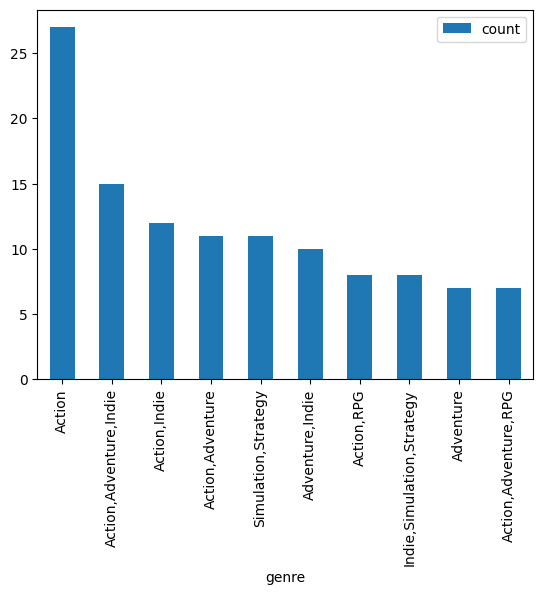 count
25
20
15
10
5
0
Action
Action,Adventure,Indie
Action,Indie
Action,Adventure
Simulation,Strategy
Adventure,Indie
Action,RPG
Indie,Simulation,Strategy
Adventure
Action,Adventure,RPG
genre